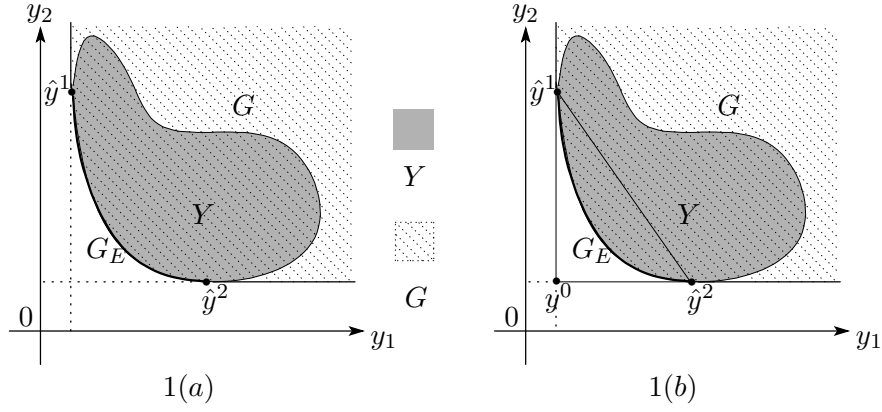 y₂
G
ŷ¹
Y
G_E
ŷ²
0
y₁
1(a)
Y
G
y₂
G
ŷ¹
Y
G_E
y⁰
ŷ²
0
y₁
1(b)